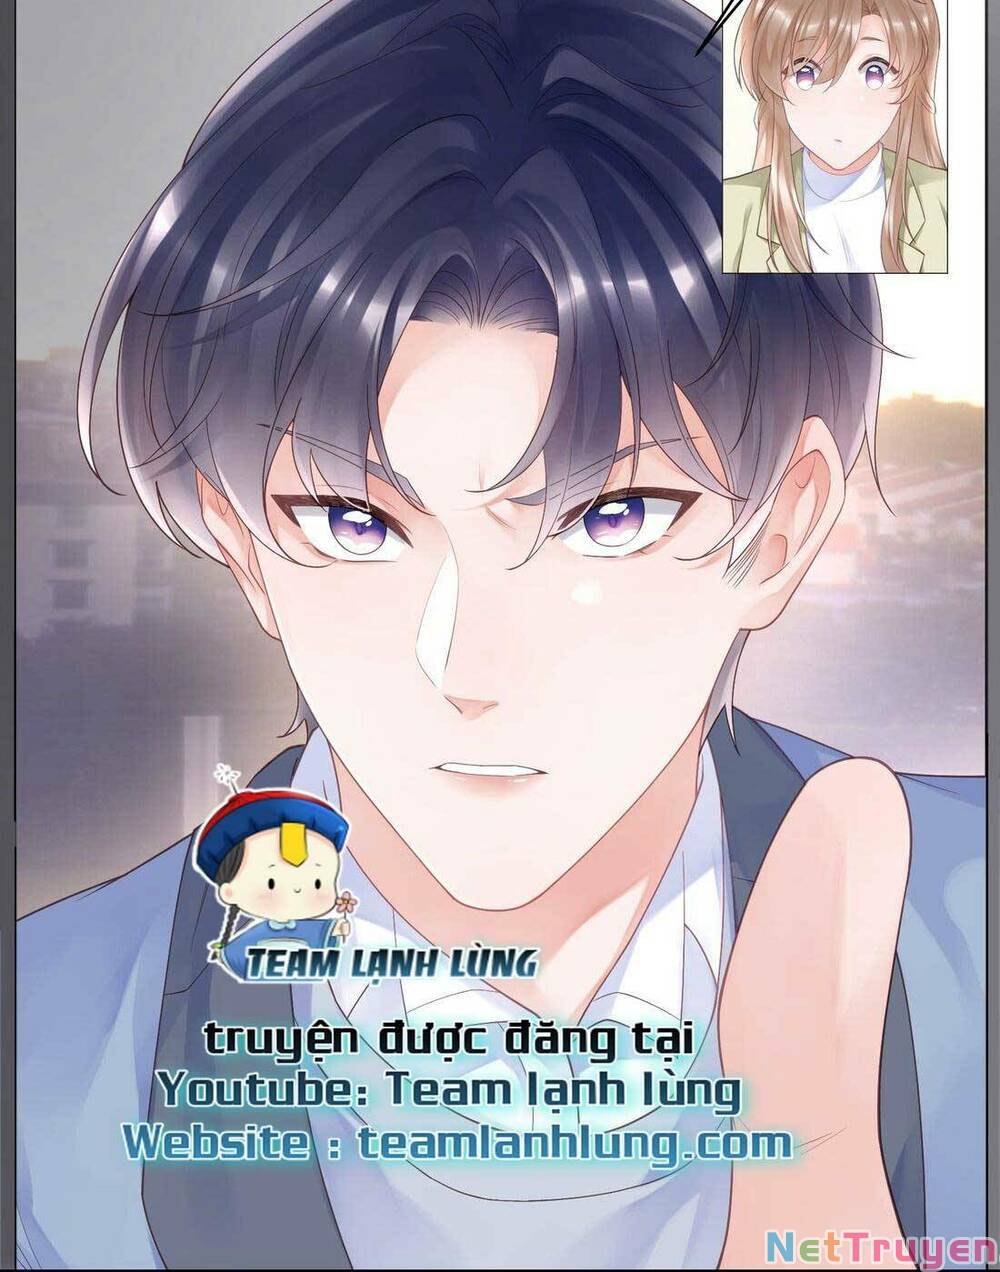 TEAM LẠNH LÙNG
truyện được đăng tại
Youtube: Team lạnh lùng
Website : teamlanhlung.com
NetTruyen